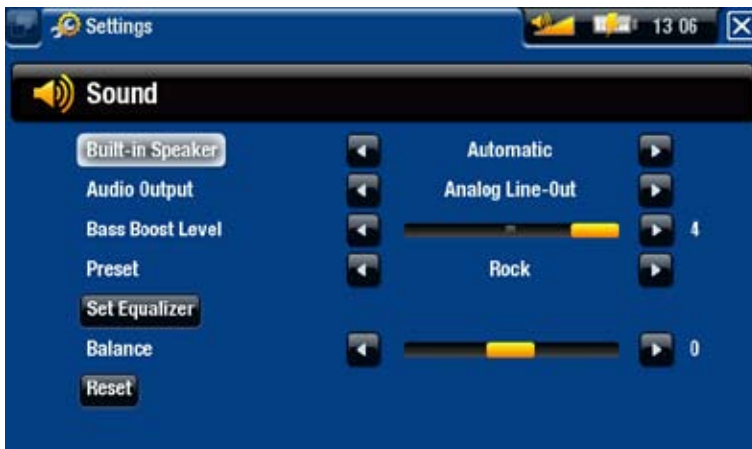 Settings 13 06
Sound
Built-in Speaker Automatic
Audio Output Analog Line-Out
Bass Boost Level 4
Preset Rock
Set Equalizer
Balance 0
Reset